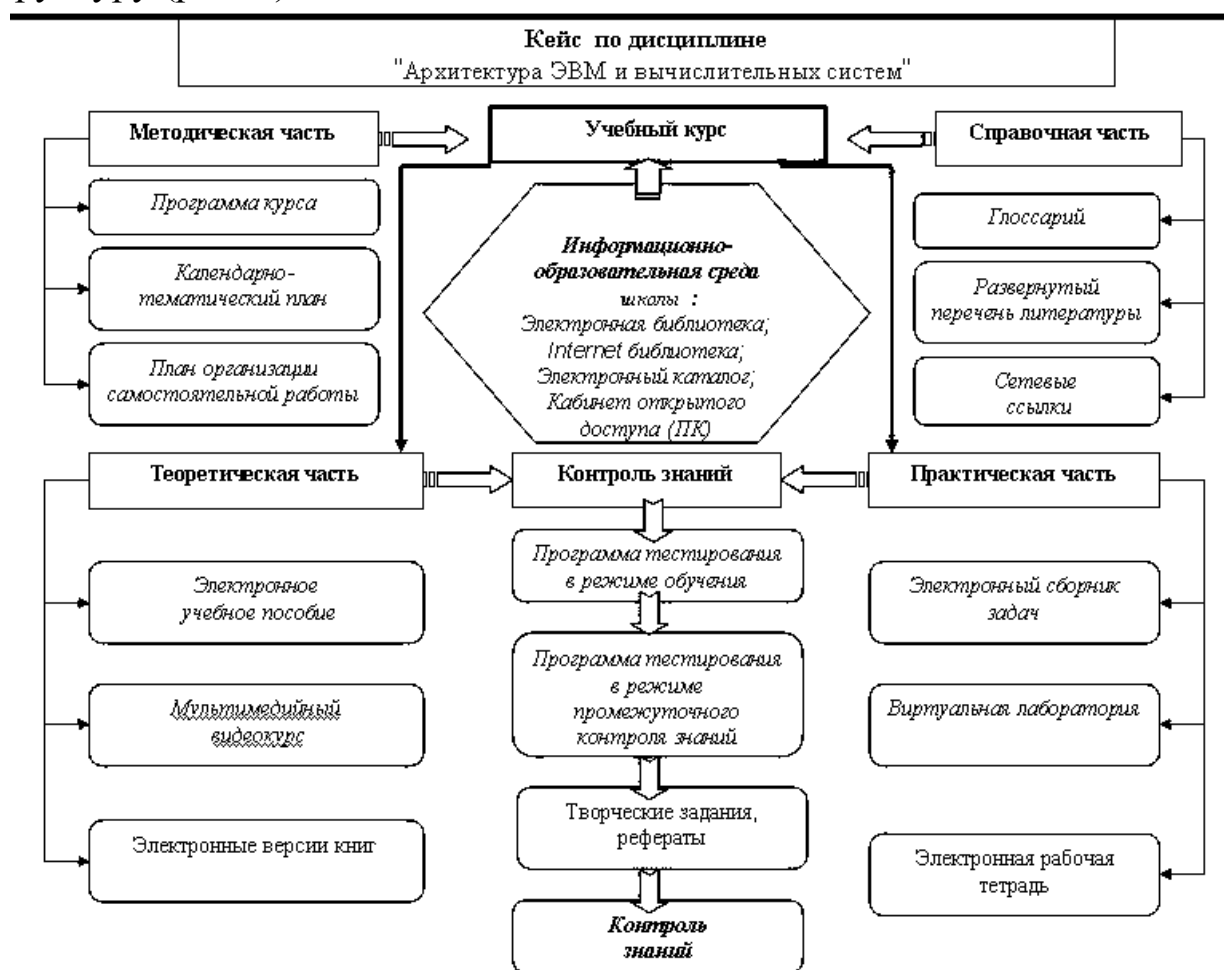 Кейс по дисциплине
"Архитектура ЭВМ и вычислительных систем"
Методическая часть
Учебный курс
Справочная часть
Программа курса
Календарно-
тематический план
План организации
самостоятельной работы
Информационно-
образовательная среда
школы :
Электронная библиотека;
Internet библиотека;
Электронный каталог;
Кабинет открытого
доступа (ПК)
Глоссарий
Развернутый
перечень литературы
Сетевые
ссылки
Теоретическая часть
Контроль знаний
Практическая часть
Электронное
учебное пособие
Мультимедийный
видеокурс
Электронные версии книг
Программа тестирования
в режиме обучения
Программа тестирования
в режиме
промежуточного
контроля знаний
Творческие задания,
рефераты
Контроль
знаний
Электронный сборник
задач
Виртуальная лаборатория
Электронная рабочая
тетрадь